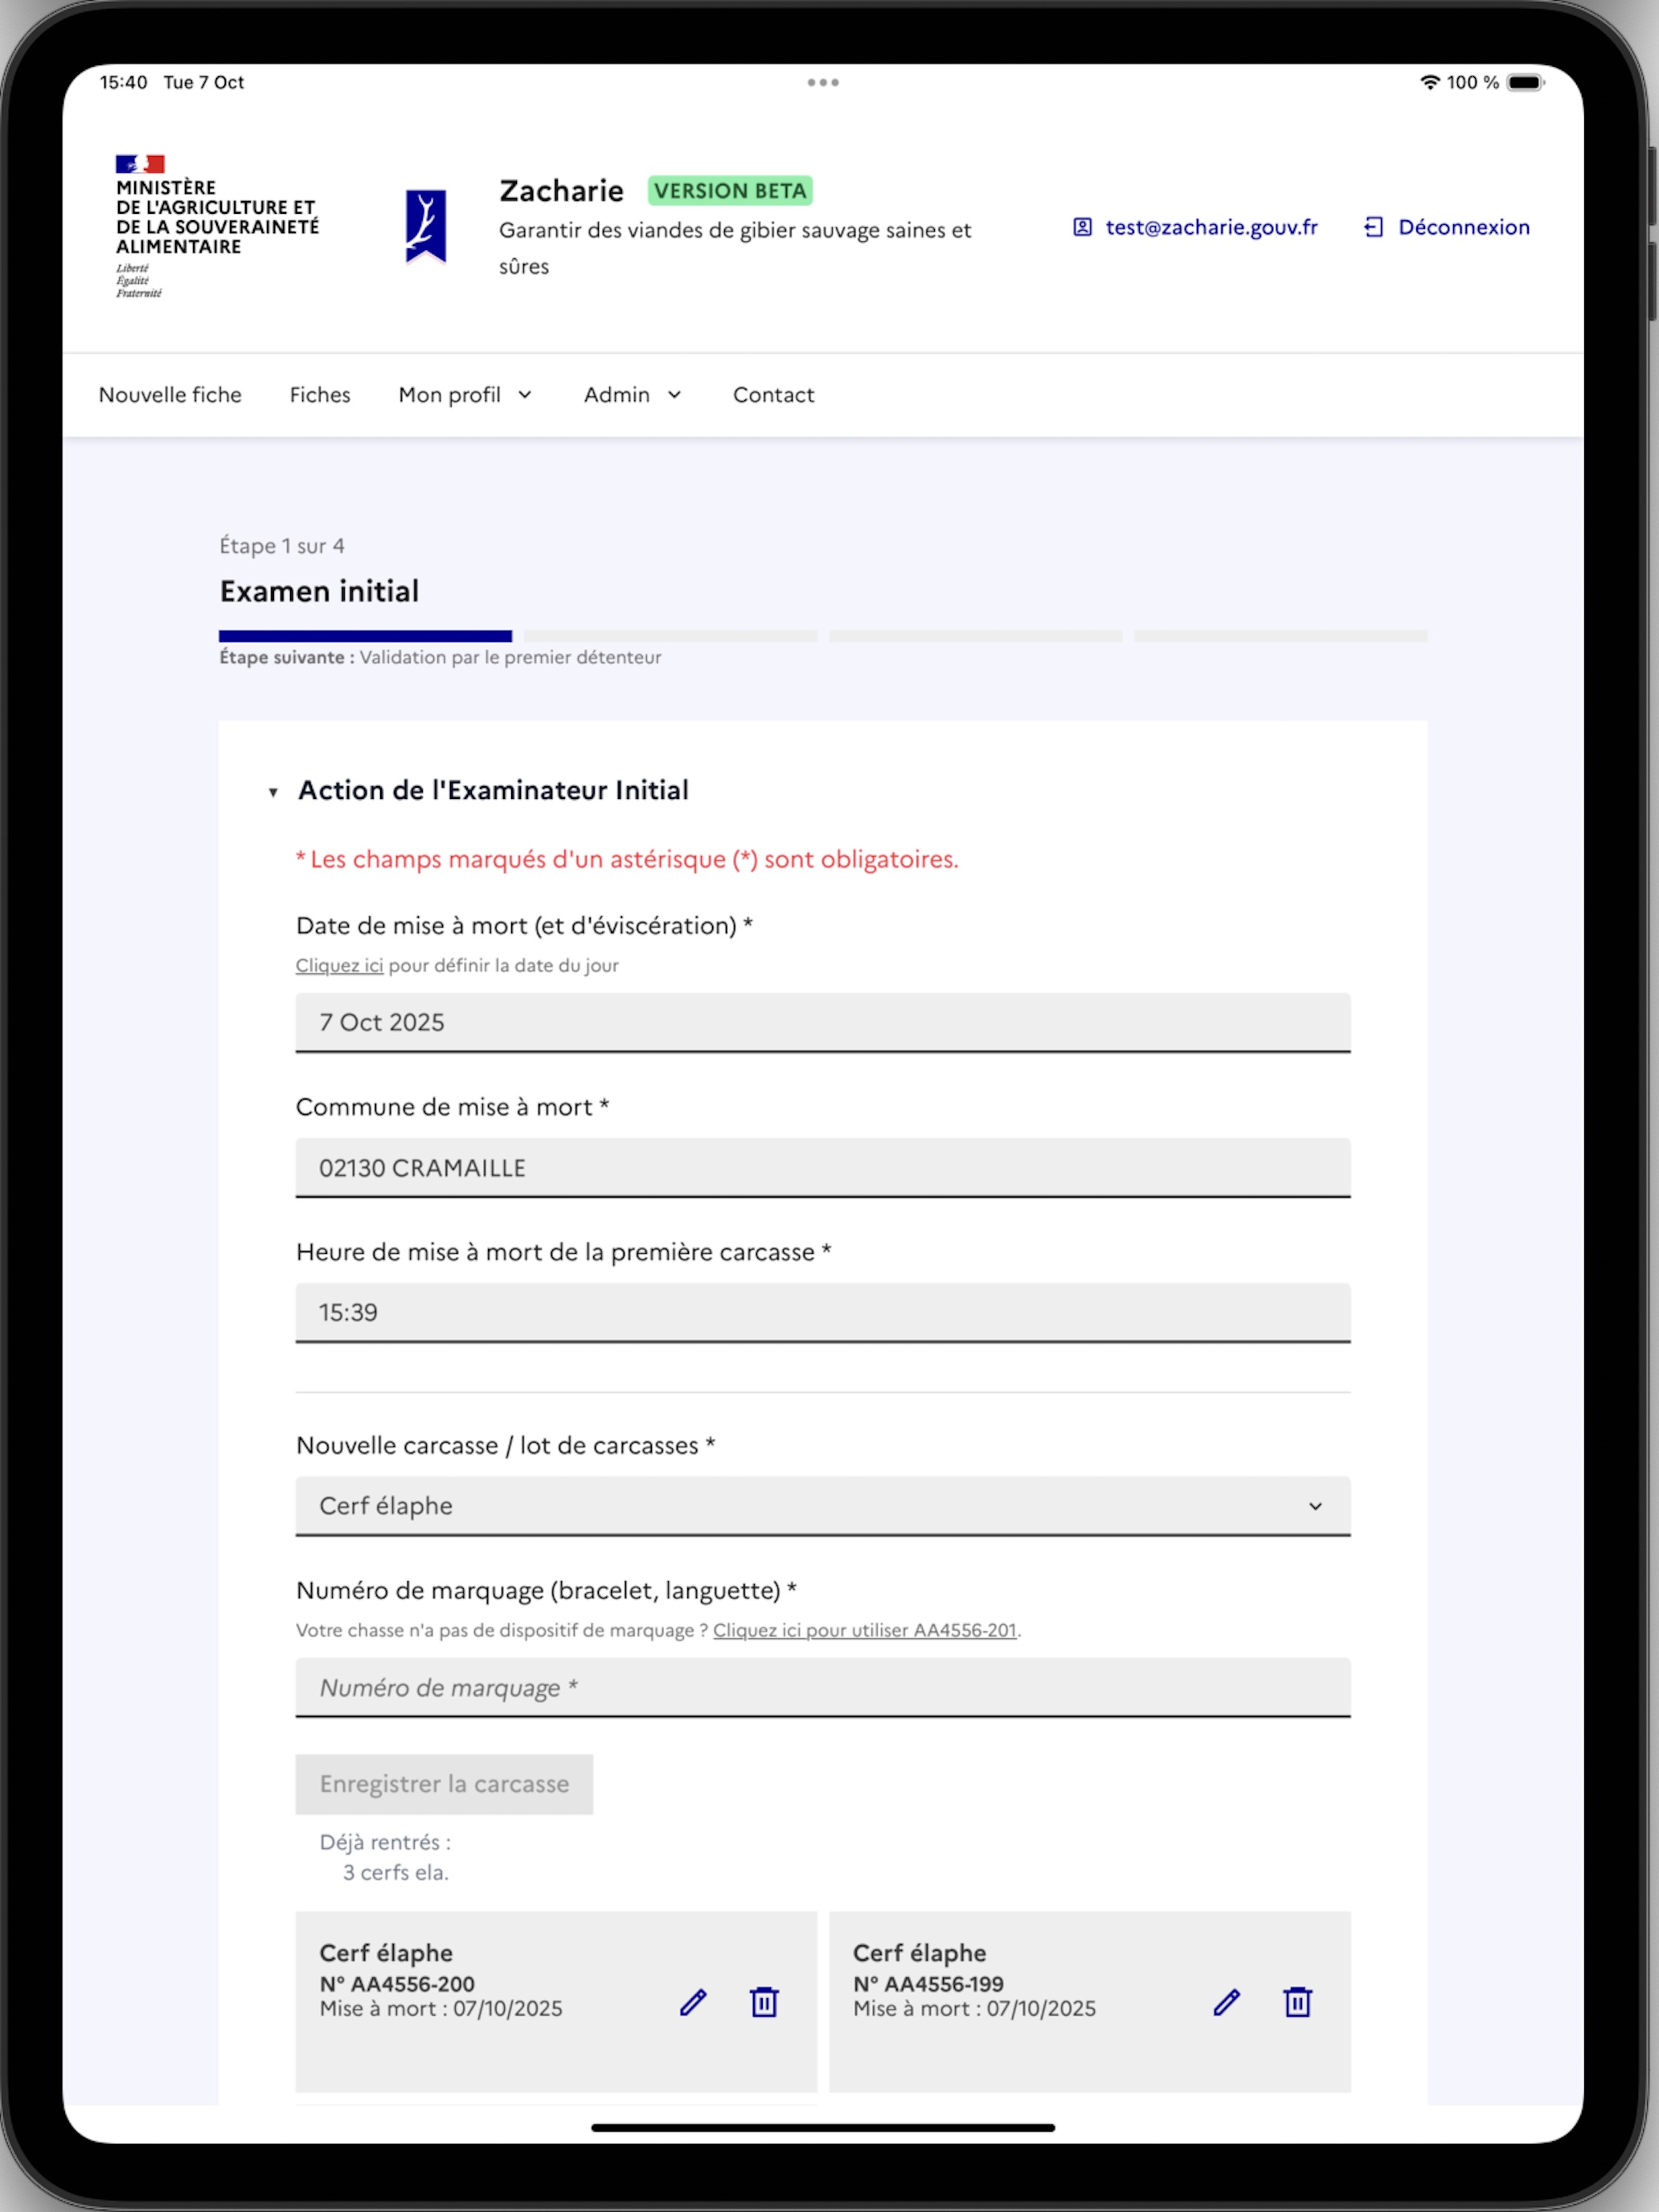 15:40 Tue 7 Oct
100 %
MINISTÈRE
DE L'AGRICULTURE ET
DE LA SOUVERAINETÉ
ALIMENTAIRE
Liberté
Égalité
Fraternité
Zacharie VERSION BETA
Garantir des viandes de gibier sauvage saines et
sûres
test@zacharie.gouv.fr
Déconnexion
Nouvelle fiche Fiches Mon profil Admin Contact
Étape 1 sur 4
Examen initial
Étape suivante : Validation par le premier détenteur
Action de l'Examinateur Initial
* Les champs marqués d'un astérisque (*) sont obligatoires.
Date de mise à mort (et d'éviscération) *
Cliquez ici pour définir la date du jour
7 Oct 2025
Commune de mise à mort *
02130 CRAMAILLE
Heure de mise à mort de la première carcasse *
15:39
Nouvelle carcasse / lot de carcasses *
Cerf élaphe
Numéro de marquage (bracelet, languette) *
Votre chasse n'a pas de dispositif de marquage ? Cliquez ici pour utiliser AA4556-201.
Numéro de marquage *
Enregistrer la carcasse
Déjà rentrés :
3 cerfs ela.
Cerf élaphe
N° AA4556-200
Mise à mort : 07/10/2025
Cerf élaphe
N° AA4556-199
Mise à mort : 07/10/2025